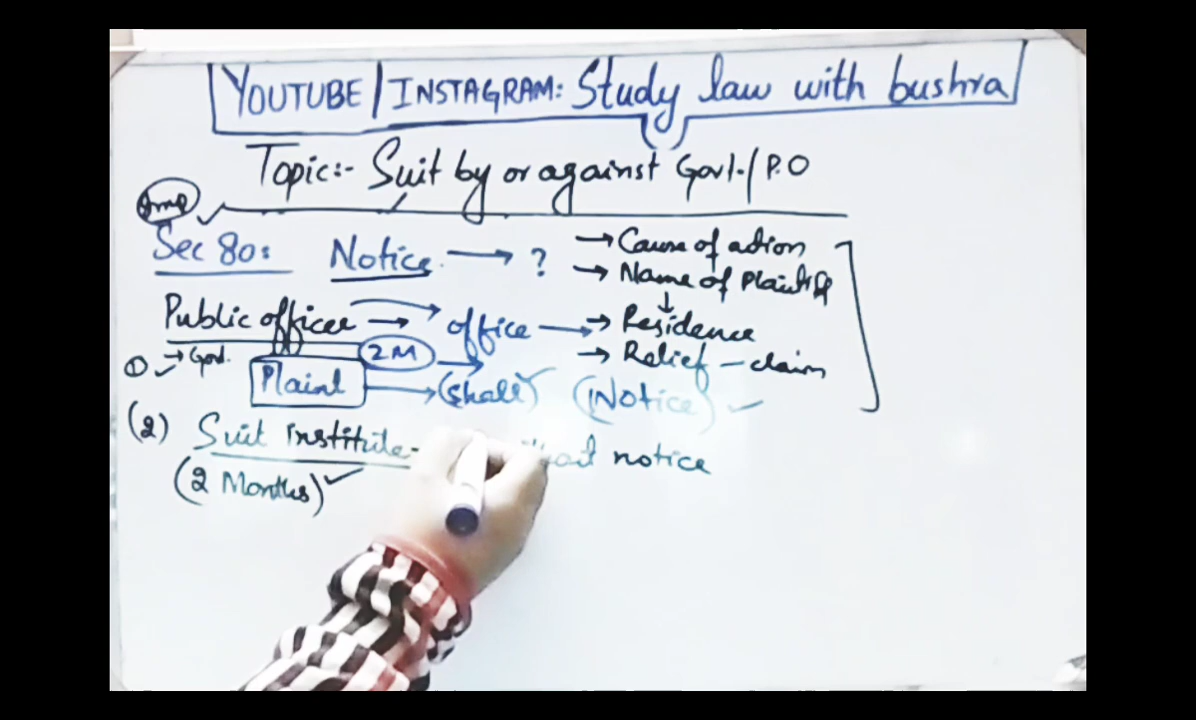 YOUTUBE | INSTAGRAM: Study law with bushra
Topic:- Suit by or against Govt. / P.O
Imp
Sec 80: Notice → ? → Cause of action
→ Name of Plaintiff
Public officer → office → Residence
① → Govt. 2M → Relief - claim
Plaint → (shall) (Notice)
(2) Suit institute- notice
(2 Months)